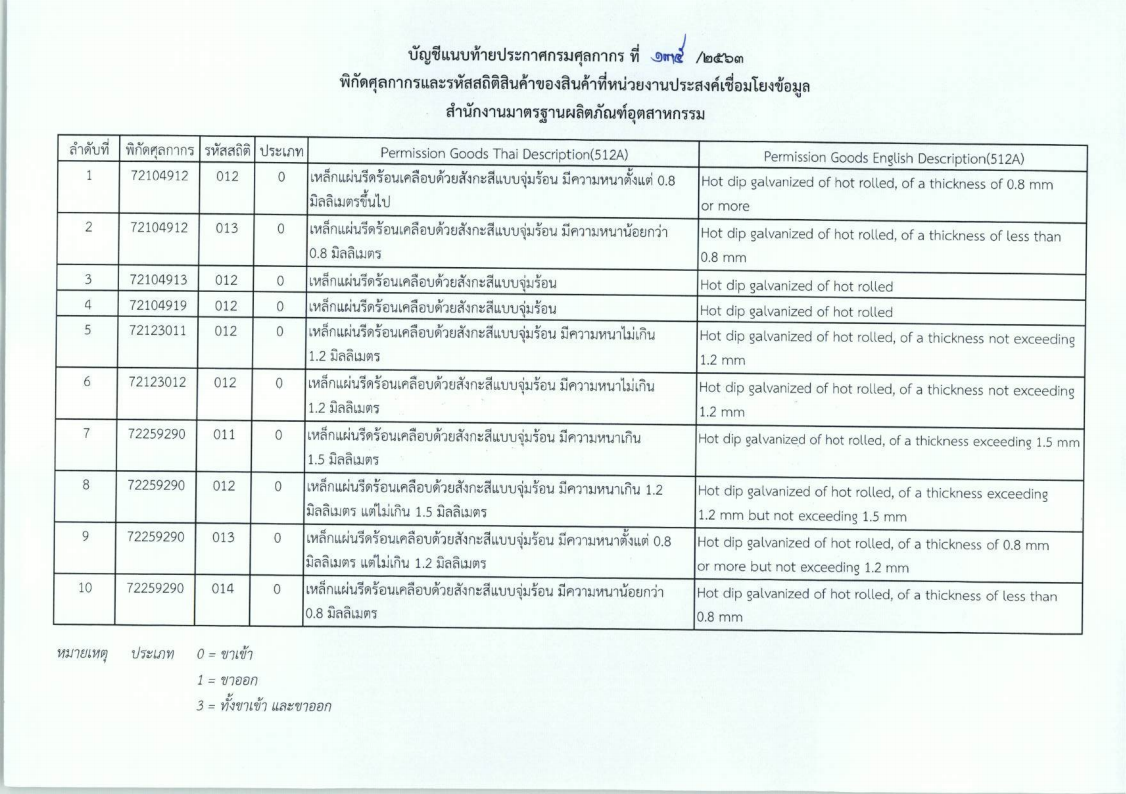 บัญชีแนบท้ายประกาศกรมศุลกากร ที่ ๑๓๕ /๒๕๖๓
พิกัดศุลกากรและรหัสสถิติสินค้าของสินค้าที่หน่วยงานประสงค์เชื่อมโยงข้อมูล
สำนักงานมาตรฐานผลิตภัณฑ์อุตสาหกรรม
ลำดับที่ พิกัดศุลกากร รหัสสถิติ ประเภท Permission Goods Thai Description(512A) Permission Goods English Description(512A)
1 72104912 012 0 เหล็กแผ่นรีดร้อนเคลือบด้วยสังกะสีแบบจุ่มร้อน มีความหนาตั้งแต่ 0.8 Hot dip galvanized of hot rolled, of a thickness of 0.8 mm
มิลลิเมตรขึ้นไป or more
2 72104912 013 0 เหล็กแผ่นรีดร้อนเคลือบด้วยสังกะสีแบบจุ่มร้อน มีความหนาน้อยกว่า Hot dip galvanized of hot rolled, of a thickness of less than
0.8 มิลลิเมตร 0.8 mm
3 72104913 012 0 เหล็กแผ่นรีดร้อนเคลือบด้วยสังกะสีแบบจุ่มร้อน Hot dip galvanized of hot rolled
4 72104919 012 0 เหล็กแผ่นรีดร้อนเคลือบด้วยสังกะสีแบบจุ่มร้อน Hot dip galvanized of hot rolled
5 72123011 012 0 เหล็กแผ่นรีดร้อนเคลือบด้วยสังกะสีแบบจุ่มร้อน มีความหนาไม่เกิน Hot dip galvanized of hot rolled, of a thickness not exceeding
1.2 มิลลิเมตร 1.2 mm
6 72123012 012 0 เหล็กแผ่นรีดร้อนเคลือบด้วยสังกะสีแบบจุ่มร้อน มีความหนาไม่เกิน Hot dip galvanized of hot rolled, of a thickness not exceeding
1.2 มิลลิเมตร 1.2 mm
7 72259290 011 0 เหล็กแผ่นรีดร้อนเคลือบด้วยสังกะสีแบบจุ่มร้อน มีความหนาเกิน Hot dip galvanized of hot rolled, of a thickness exceeding 1.5 mm
1.5 มิลลิเมตร
8 72259290 012 0 เหล็กแผ่นรีดร้อนเคลือบด้วยสังกะสีแบบจุ่มร้อน มีความหนาเกิน 1.2 Hot dip galvanized of hot rolled, of a thickness exceeding
มิลลิเมตร แต่ไม่เกิน 1.5 มิลลิเมตร 1.2 mm but not exceeding 1.5 mm
9 72259290 013 0 เหล็กแผ่นรีดร้อนเคลือบด้วยสังกะสีแบบจุ่มร้อน มีความหนาตั้งแต่ 0.8 Hot dip galvanized of hot rolled, of a thickness of 0.8 mm
มิลลิเมตร แต่ไม่เกิน 1.2 มิลลิเมตร or more but not exceeding 1.2 mm
10 72259290 014 0 เหล็กแผ่นรีดร้อนเคลือบด้วยสังกะสีแบบจุ่มร้อน มีความหนาน้อยกว่า Hot dip galvanized of hot rolled, of a thickness of less than
0.8 มิลลิเมตร 0.8 mm
หมายเหตุ ประเภท 0 = ขาเข้า
1 = ขาออก
3 = ทั้งขาเข้า และขาออก